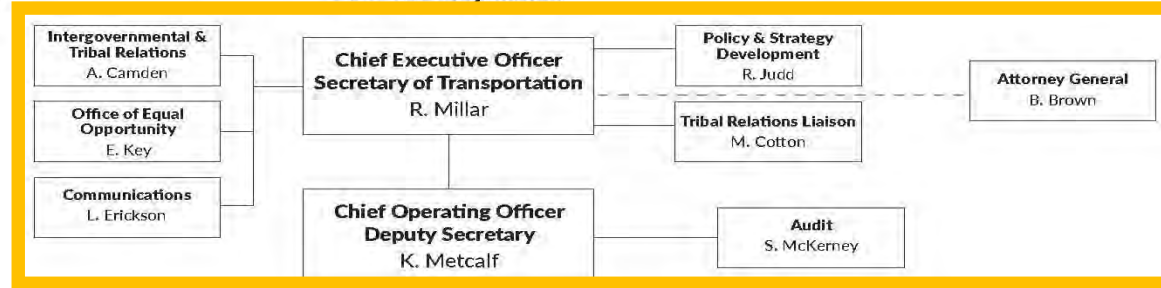 Intergovernmental &
Tribal Relations
A. Camden
Office of Equal
Opportunity
E. Key
Communications
L. Erickson
Chief Executive Officer
Secretary of Transportation
R. Millar
Policy & Strategy
Development
R. Judd
Tribal Relations Liaison
M. Cotton
Attorney General
B. Brown
Chief Operating Officer
Deputy Secretary
K. Metcalf
Audit
S. McKerney